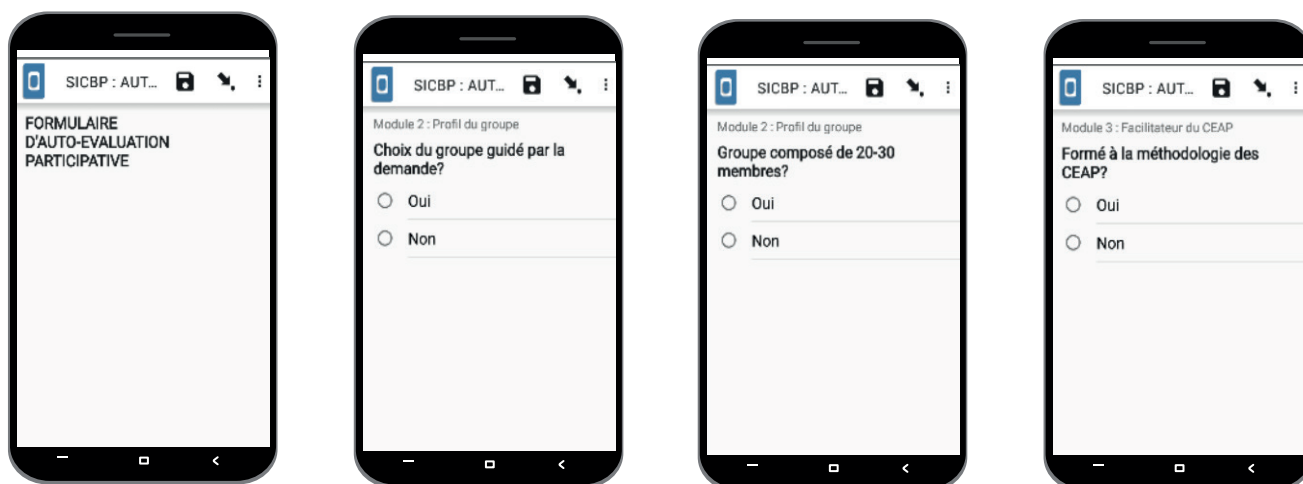 SICBP : AUT...
FORMULAIRE
D'AUTO-EVALUATION
PARTICIPATIVE
SICBP : AUT...
Module 2 : Profil du groupe
Choix du groupe guidé par la
demande?
Oui
Non
SICBP : AUT...
Module 2 : Profil du groupe
Groupe composé de 20-30
membres?
Oui
Non
SICBP : AUT...
Module 3 : Facilitateur du CEAP
Formé à la méthodologie des
CEAP?
Oui
Non